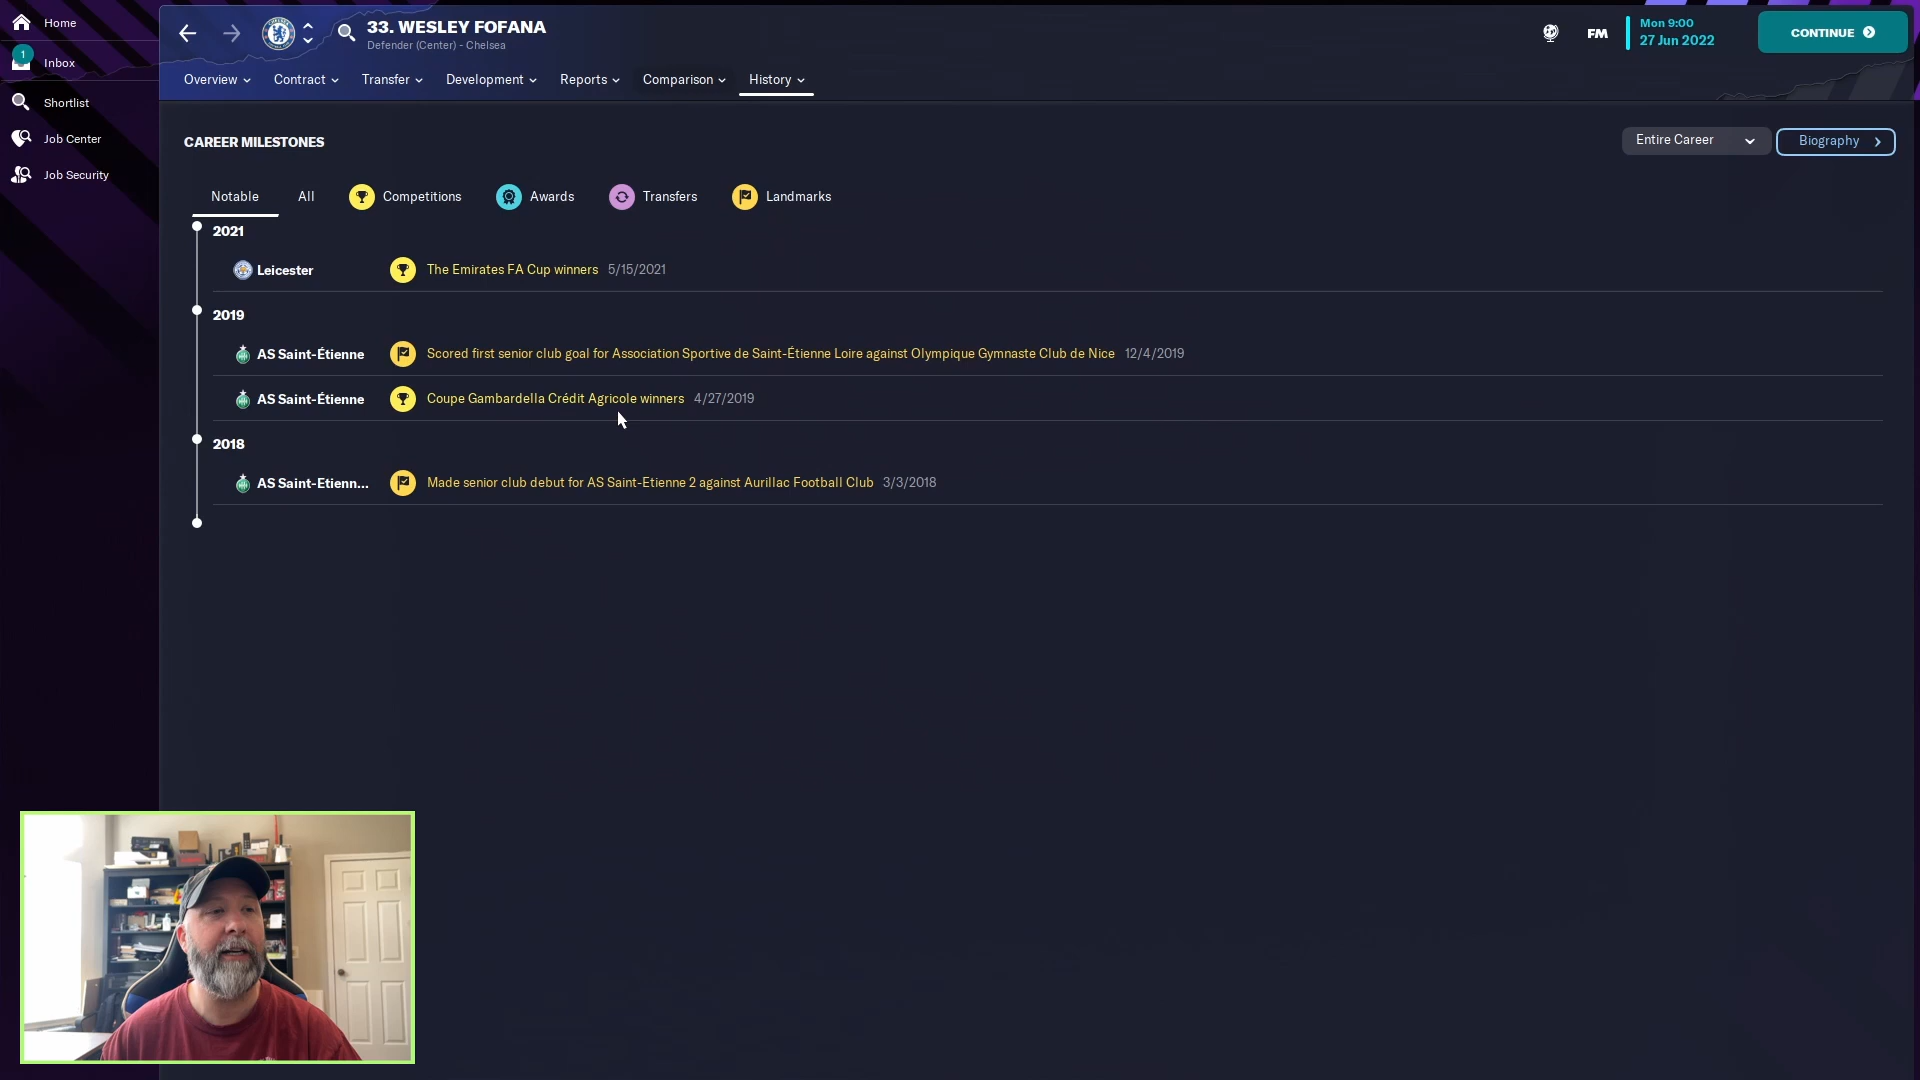 Home
1
Inbox
Shortlist
Job Center
Job Security
33. WESLEY FOFANA
Defender (Center) - Chelsea
FM
Mon 9:00
27 Jun 2022
CONTINUE
Overview
Contract
Transfer
Development
Reports
Comparison
History
CAREER MILESTONES
Entire Career
Biography
Notable
All
Competitions
Awards
Transfers
Landmarks
2021
Leicester
The Emirates FA Cup winners 5/15/2021
2019
AS Saint-Étienne
Scored first senior club goal for Association Sportive de Saint-Étienne Loire against Olympique Gymnaste Club de Nice 12/4/2019
AS Saint-Étienne
Coupe Gambardella Crédit Agricole winners 4/27/2019
2018
AS Saint-Etienn...
Made senior club debut for AS Saint-Etienne 2 against Aurillac Football Club 3/3/2018